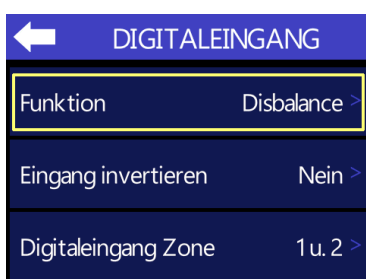 DIGITALEINGANG
Funktion Disbalance >
Eingang invertieren Nein >
Digitaleingang Zone 1 u. 2 >